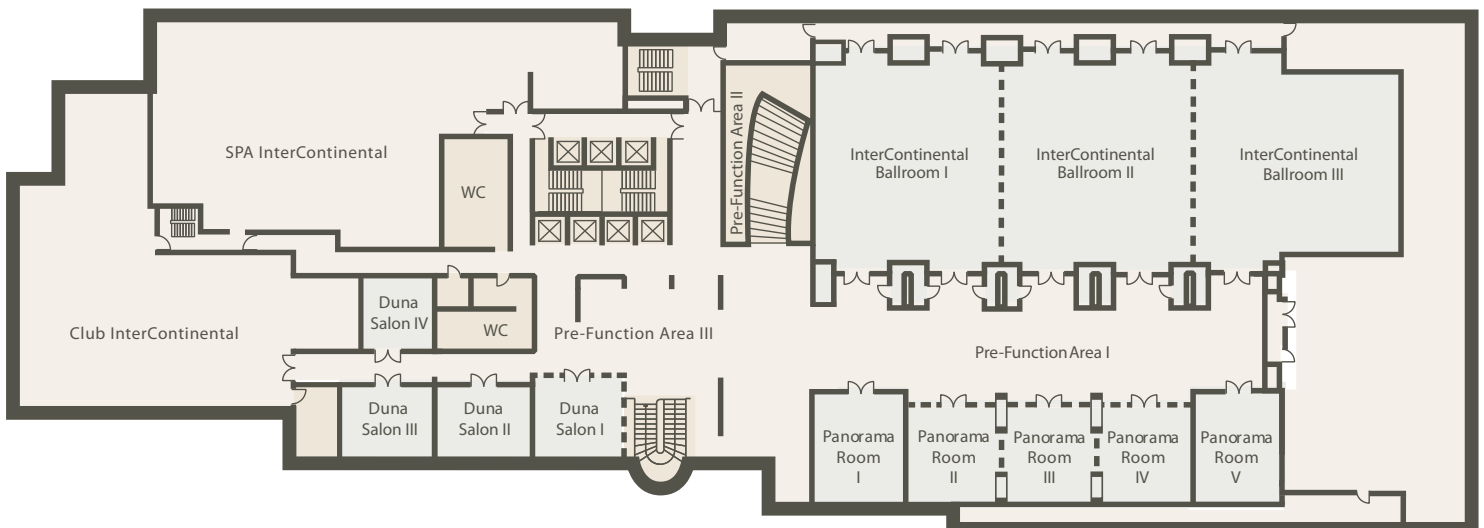 SPA InterContinental
WC
Pre-Function Area II
InterContinental
Ballroom I
InterContinental
Ballroom II
InterContinental
Ballroom III
Club InterContinental
Duna
Salon IV
WC
Pre-Function Area III
Pre-Function Area I
Duna
Salon III
Duna
Salon II
Duna
Salon I
Panorama
Room
I
Panorama
Room
II
Panorama
Room
III
Panorama
Room
IV
Panorama
Room
V